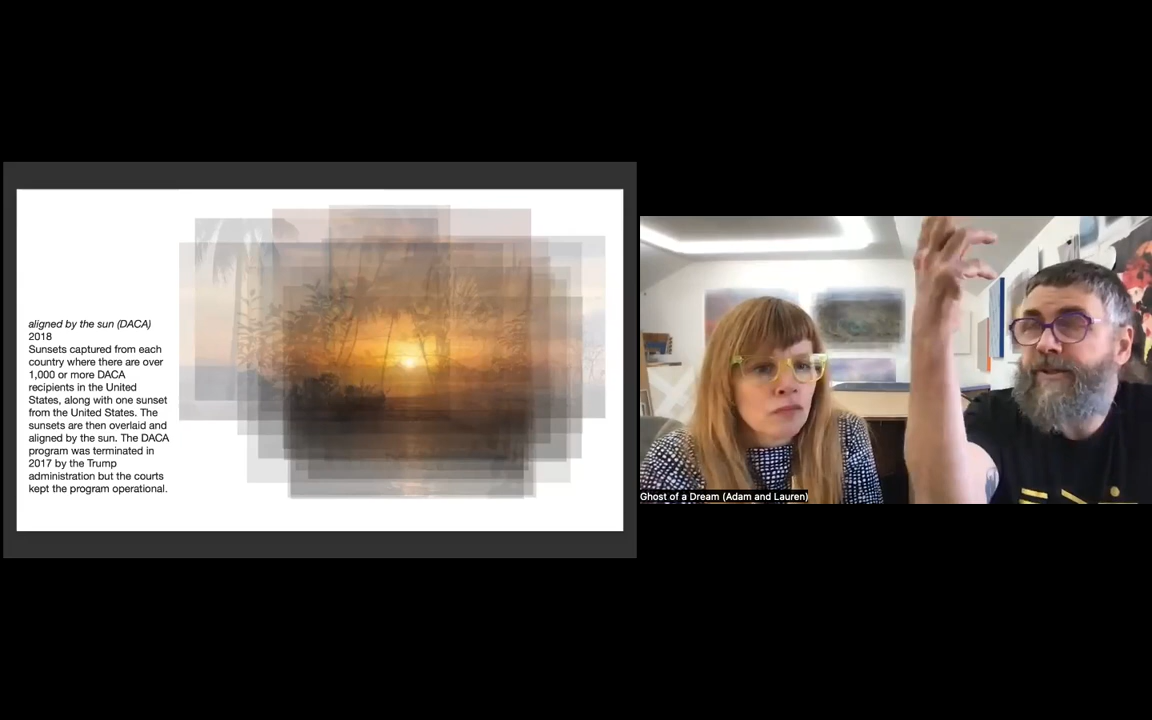 aligned by the sun (DACA)
2018
Sunsets captured from each
country where there are over
1,000 or more DACA
recipients in the United
States, along with one sunset
from the United States. The
sunsets are then overlaid and
aligned by the sun. The DACA
program was terminated in
2017 by the Trump
administration but the courts
kept the program operational.
Ghost of a Dream (Adam and Lauren)